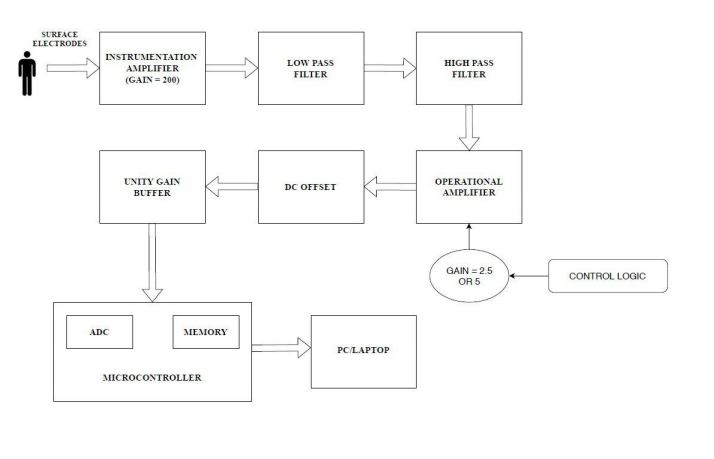 SURFACE
ELECTRODES
INSTRUMENTATION
AMPLIFIER
(GAIN = 200)
LOW PASS
FILTER
HIGH PASS
FILTER
UNITY GAIN
BUFFER
DC OFFSET
OPERATIONAL
AMPLIFIER
GAIN = 2.5
OR 5
CONTROL LOGIC
ADC
MEMORY
MICROCONTROLLER
PC/LAPTOP